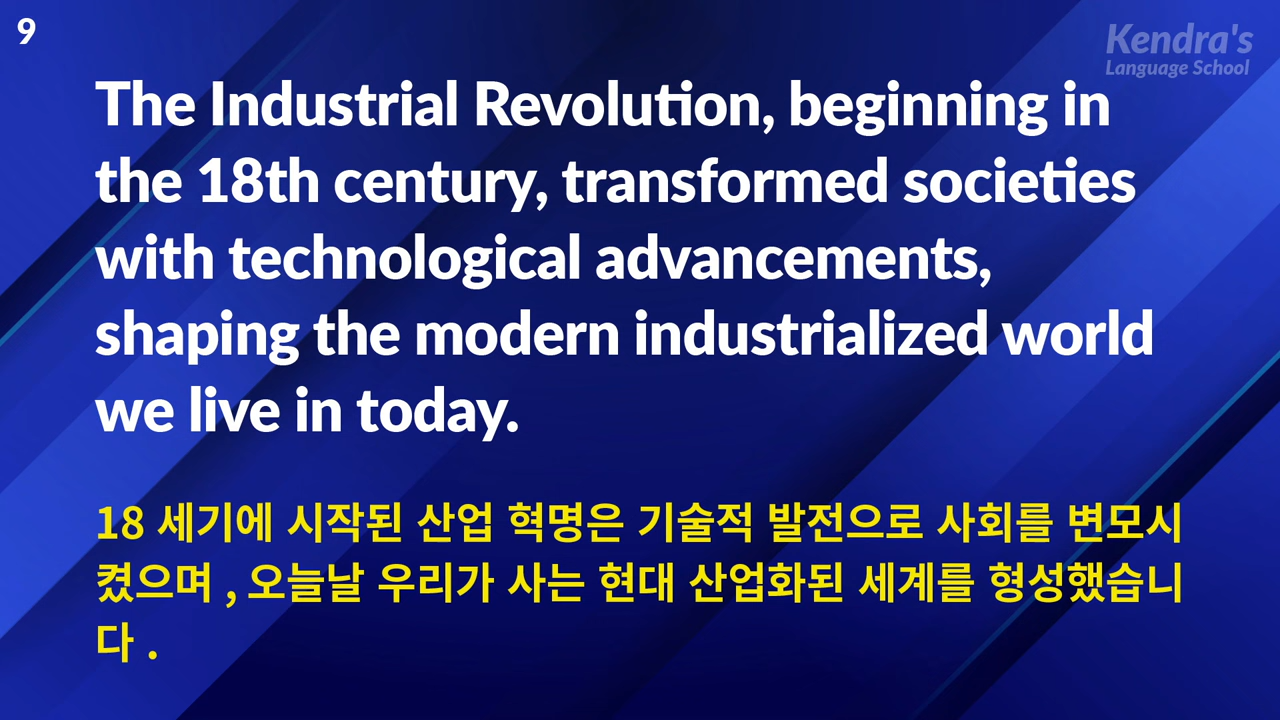 9
Kendra's
Language School
The Industrial Revolution, beginning in
the 18th century, transformed societies
with technological advancements,
shaping the modern industrialized world
we live in today.
18 세기에 시작된 산업 혁명은 기술적 발전으로 사회를 변모시
켰으며 , 오늘날 우리가 사는 현대 산업화된 세계를 형성했습니
다 .